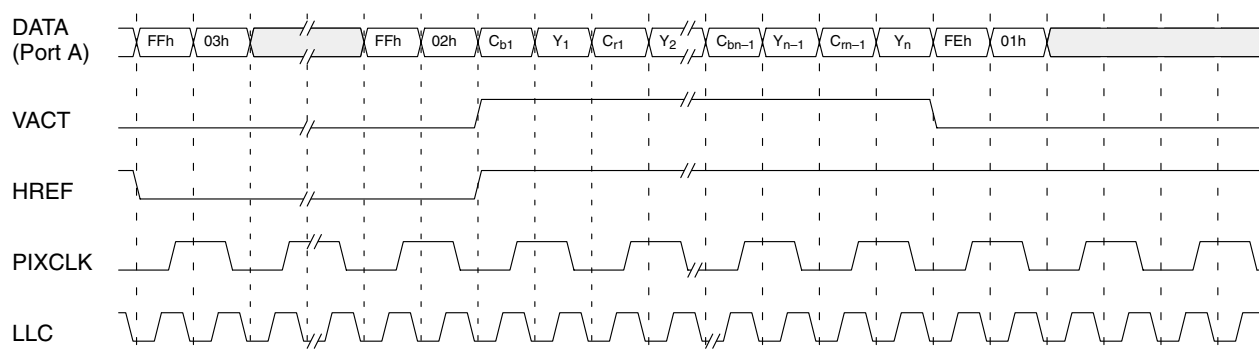 DATA
(Port A)
FFh 03h FFh 02h Cb1 Y1 Cr1 Y2 Cbn–1 Yn–1 Crn–1 Yn FEh 01h
VACT
HREF
PIXCLK
LLC